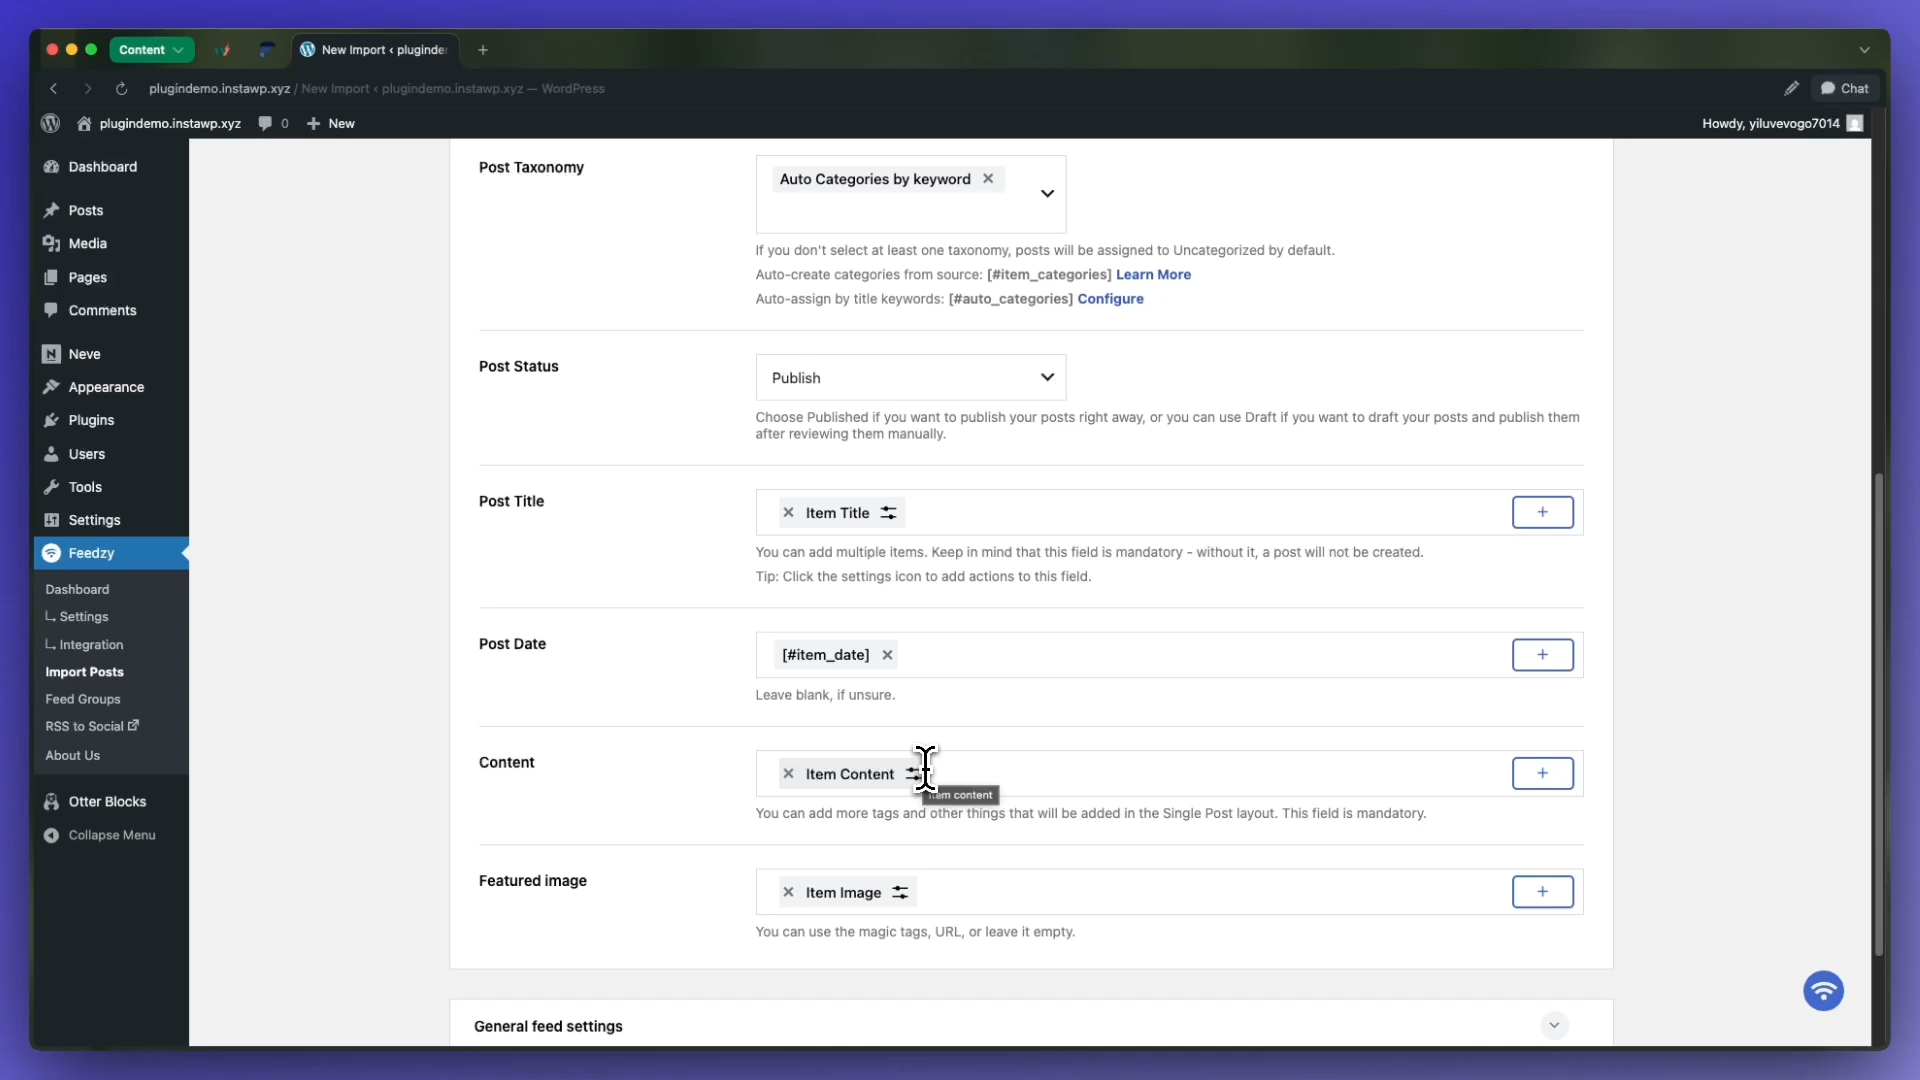 Content
New Import ‹ pluginde
plugindemo.instawp.xyz / New Import ‹ plugindemo.instawp.xyz — WordPress
Chat
plugindemo.instawp.xyz
0
New
Howdy, yiluvevogo7014
Dashboard
Posts
Media
Pages
Comments
Neve
Appearance
Plugins
Users
Tools
Settings
Feedzy
Dashboard
Settings
Integration
Import Posts
Feed Groups
RSS to Social
About Us
Otter Blocks
Collapse Menu
Post Taxonomy
Auto Categories by keyword
If you don't select at least one taxonomy, posts will be assigned to Uncategorized by default.
Auto-create categories from source: [#item_categories] Learn More
Auto-assign by title keywords: [#auto_categories] Configure
Post Status
Publish
Choose Published if you want to publish your posts right away, or you can use Draft if you want to draft your posts and publish them
after reviewing them manually.
Post Title
Item Title
+
You can add multiple items. Keep in mind that this field is mandatory - without it, a post will not be created.
Tip: Click the settings icon to add actions to this field.
Post Date
[#item_date]
+
Leave blank, if unsure.
Content
Item Content
+
content
You can add more tags and other things that will be added in the Single Post layout. This field is mandatory.
Featured image
Item Image
+
You can use the magic tags, URL, or leave it empty.
General feed settings